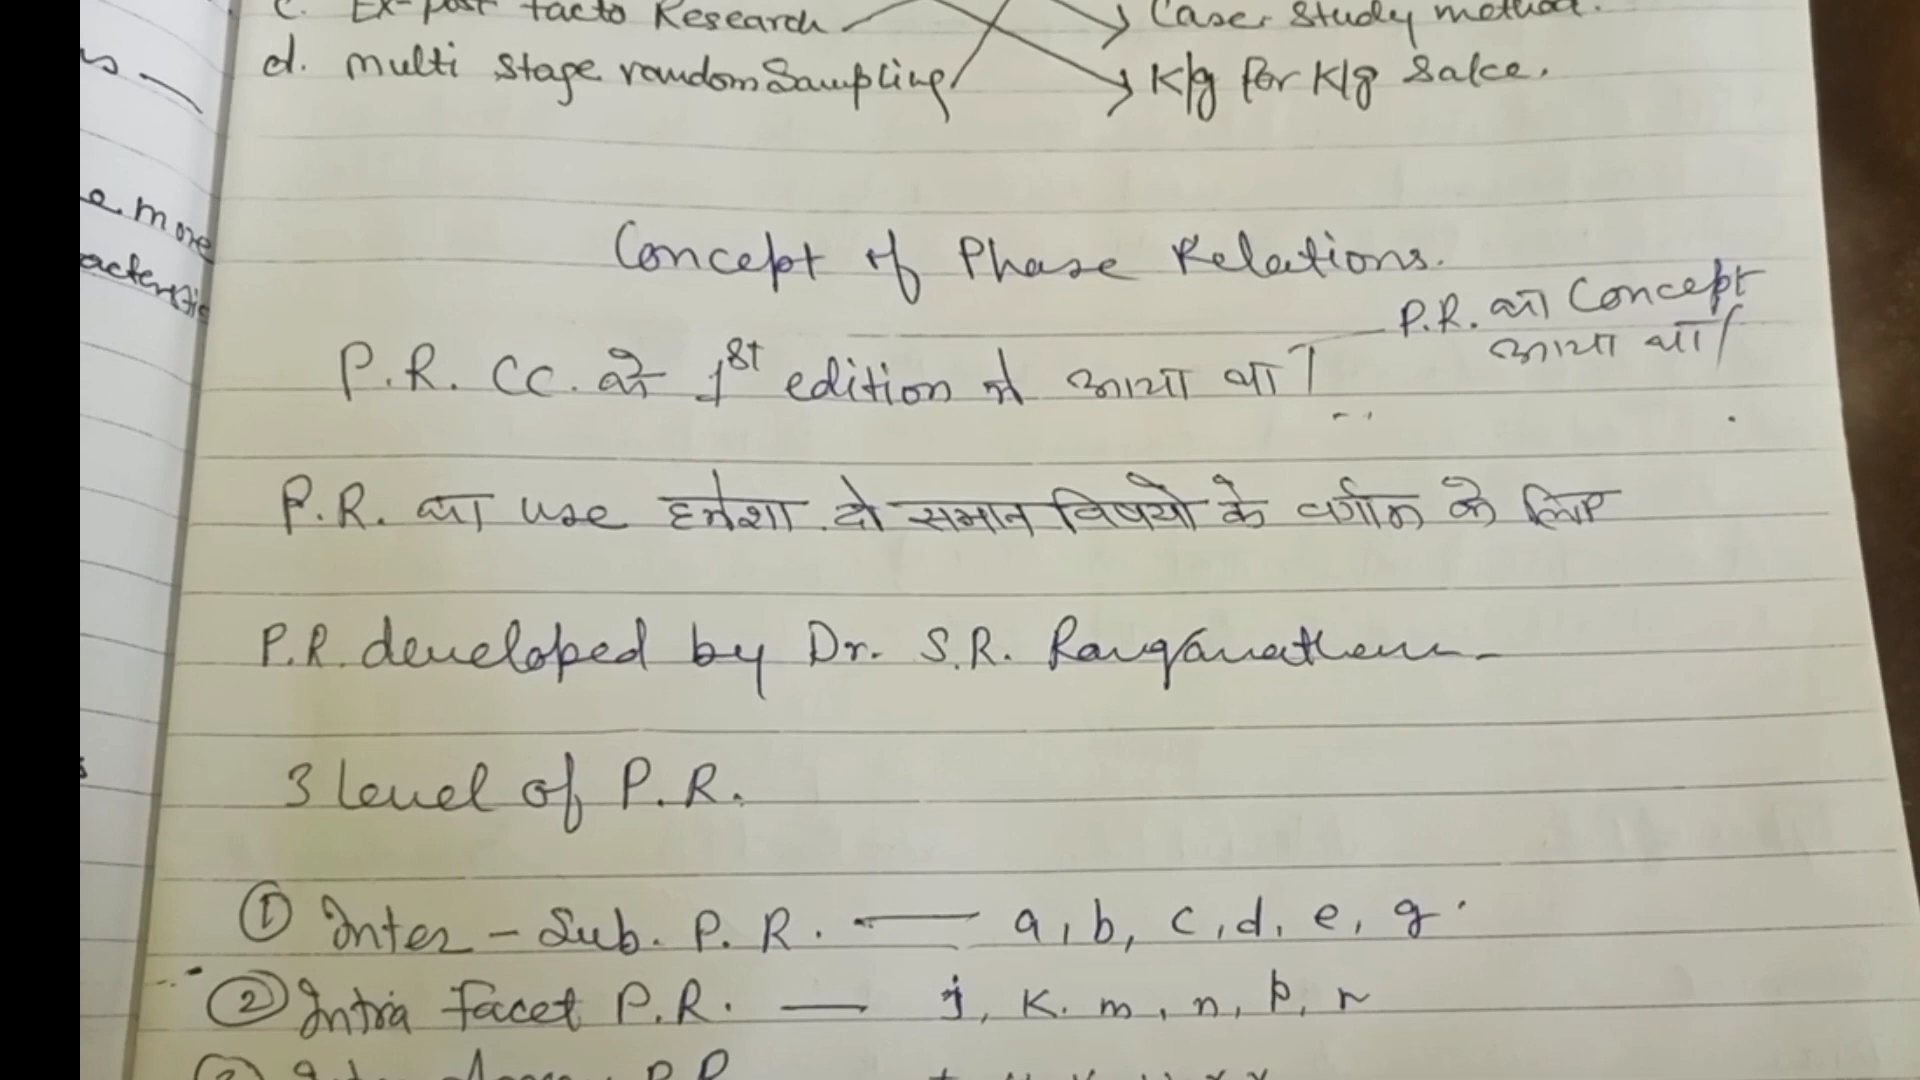 c. Ex-post facto Research → Case Study method.
d. multi stage random Sampling → K/g for K/g Sake.
e more
acteristic
Concept of Phase Relations.
P.R. का Concept
आया था/
P.R. CC. के 1st edition में आया था।
P.R. का use हमेशा दो समान विषयो के वर्गीक के लिए
P.R. developed by Dr. S.R. Ranganathan
3 level of P.R.
① Inter-Sub. P.R. — a, b, c, d, e, g.
② Intra facet P.R. — j, K. m, n, p, r